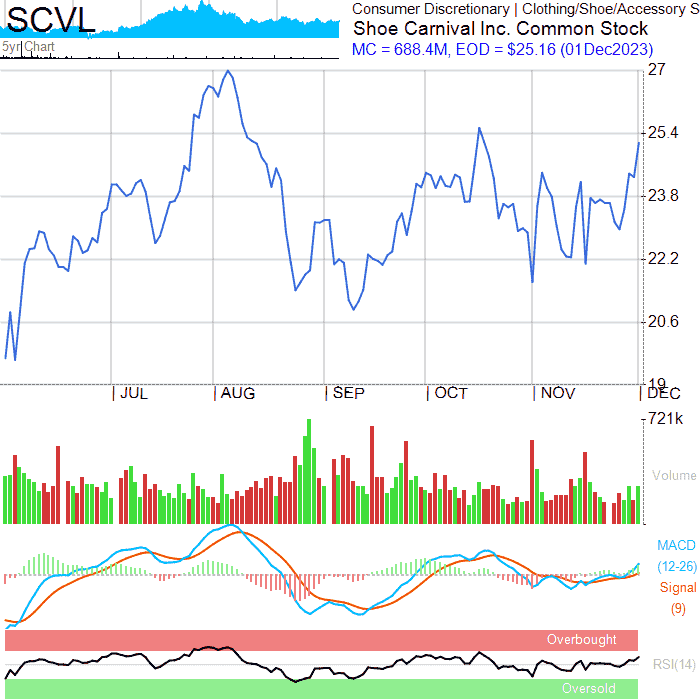 SCVL
5yr Chart
Consumer Discretionary | Clothing/Shoe/Accessory S
Shoe Carnival Inc. Common Stock
MC = 688.4M, EOD = $25.16 (01Dec2023)
27
25.4
23.8
22.2
20.6
19
JUL
AUG
SEP
OCT
NOV
DEC
721k
Volume
MACD
(12-26)
Signal
(9)
Overbought
RSI(14)
Oversold